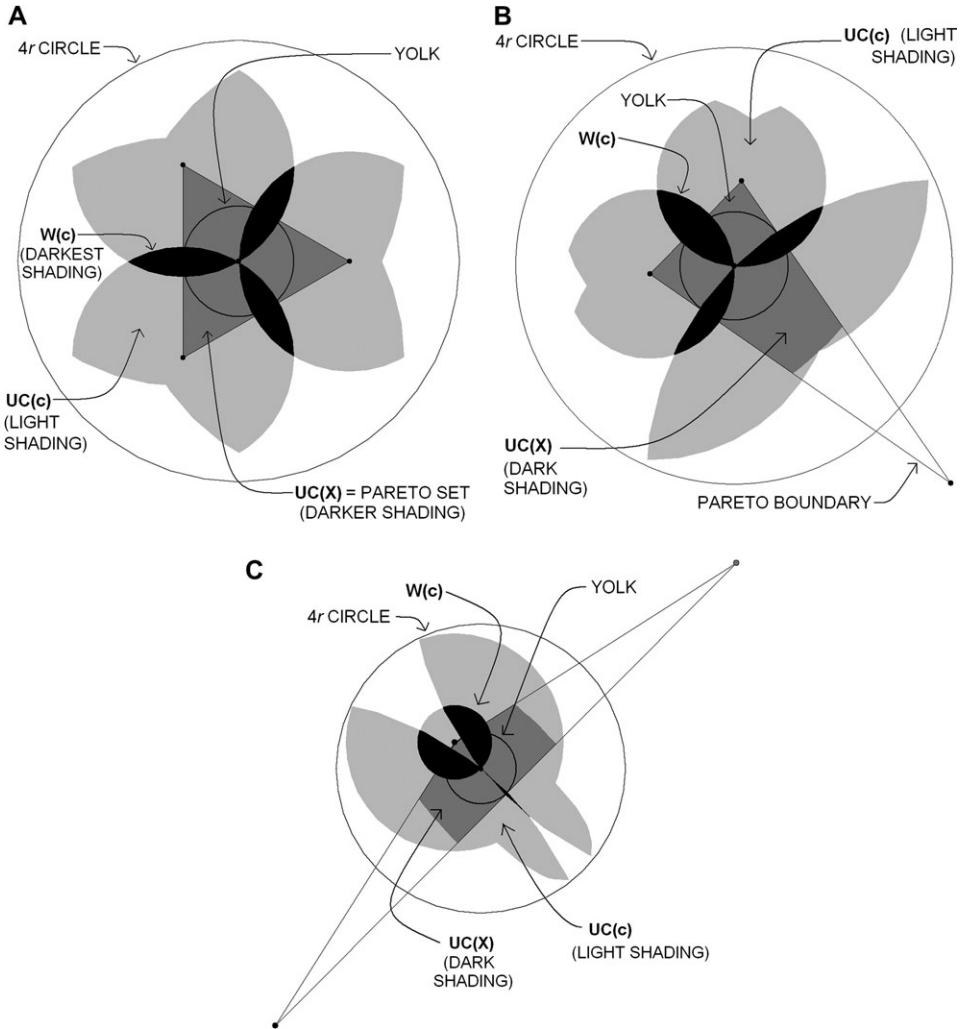 A
4r CIRCLE
YOLK
W(c)
(DARKEST
SHADING)
UC(c)
(LIGHT
SHADING)
UC(X) = PARETO SET
(DARKER SHADING)
B
4r CIRCLE
UC(c) (LIGHT
SHADING)
YOLK
W(c)
UC(X)
(DARK
SHADING)
PARETO BOUNDARY
C
W(c)
YOLK
4r CIRCLE
UC(X)
(DARK
SHADING)
UC(c)
(LIGHT SHADING)